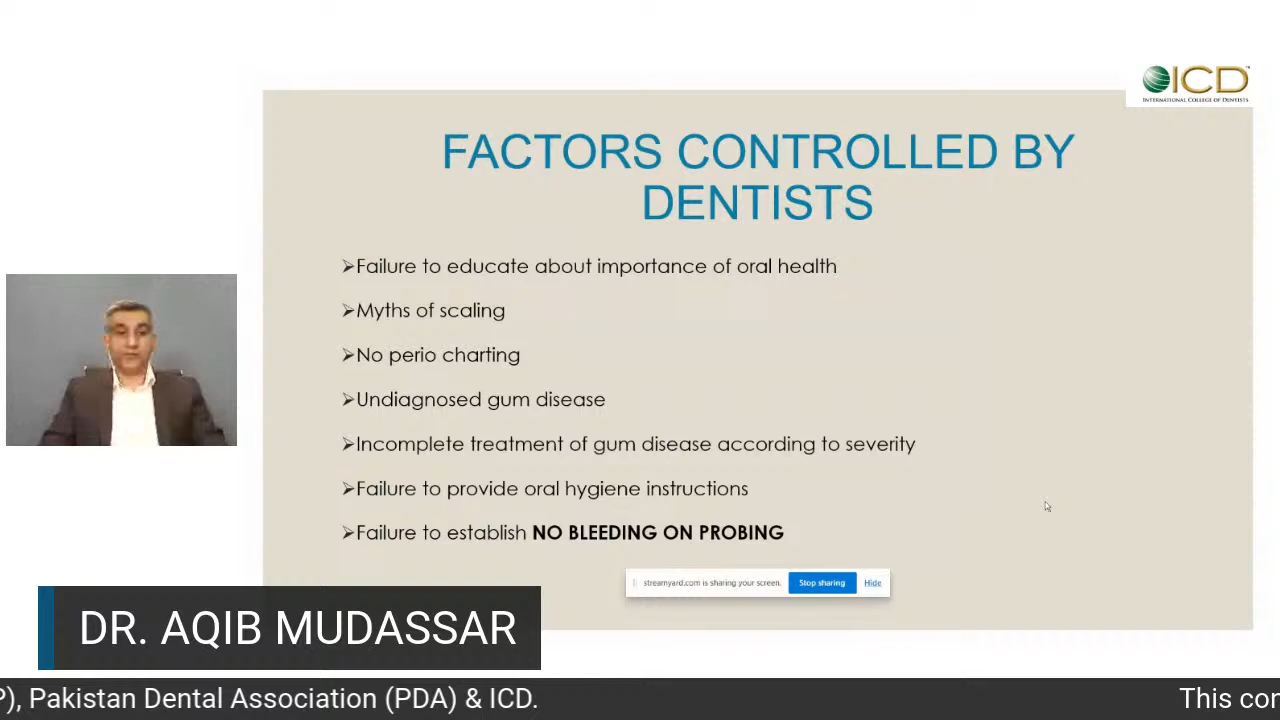 ICD
INTERNATIONAL COLLEGE OF DENTISTS
FACTORS CONTROLLED BY
DENTISTS
➢Failure to educate about importance of oral health
➢Myths of scaling
➢No perio charting
➢Undiagnosed gum disease
➢Incomplete treatment of gum disease according to severity
➢Failure to provide oral hygiene instructions
➢Failure to establish NO BLEEDING ON PROBING
streamyard.com is sharing your screen. Stop sharing Hide
DR. AQIB MUDASSAR
P), Pakistan Dental Association (PDA) & ICD. This con